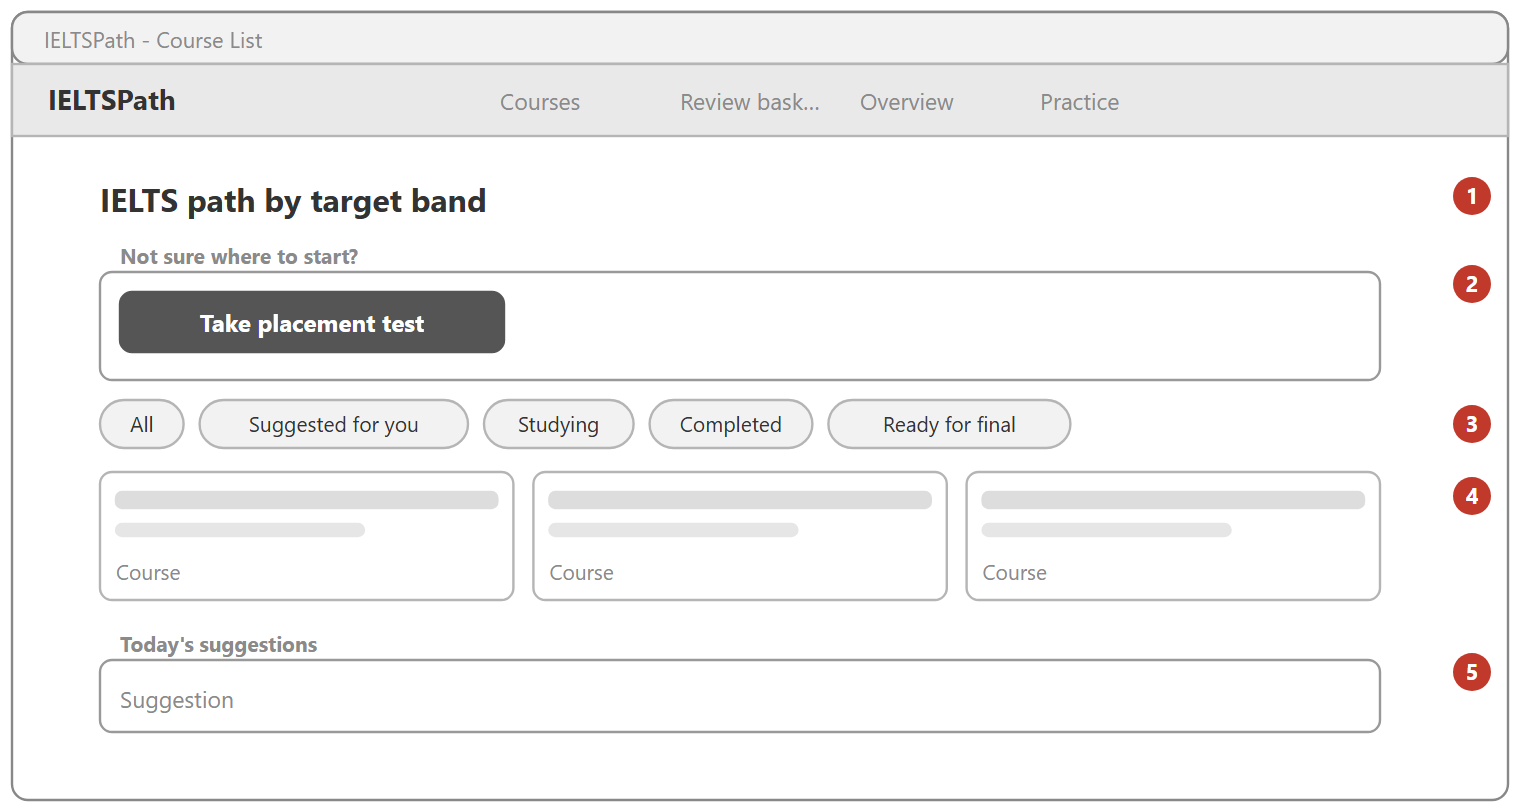 IELTSPath - Course List
IELTSPath
Courses
Review bask...
Overview
Practice
IELTS path by target band
1
Not sure where to start?
2
Take placement test
All
Suggested for you
Studying
Completed
Ready for final
3
4
Course
Course
Course
Today's suggestions
5
Suggestion